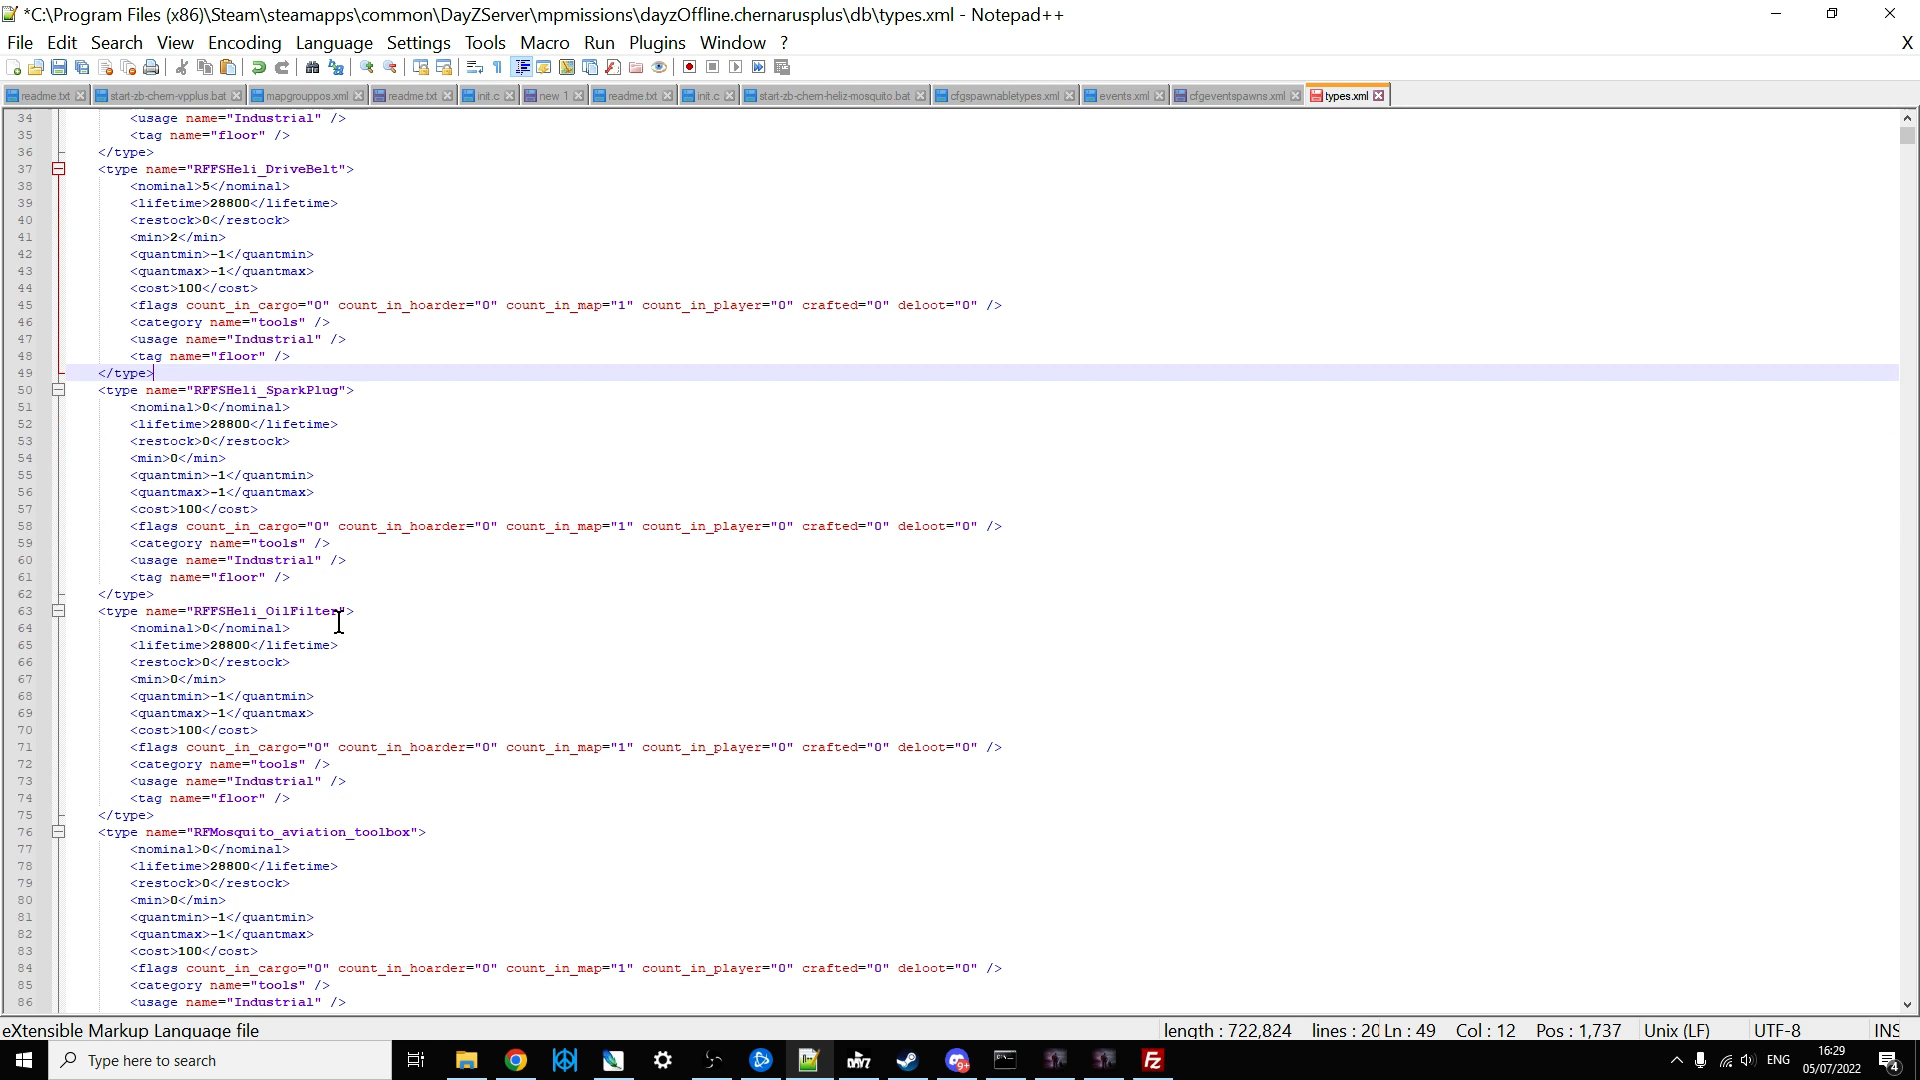 *C:\Program Files (x86)\Steam\steamapps\common\DayZServer\mpmissions\dayzOffline.chernarusplus\db\types.xml - Notepad++
File Edit Search View Encoding Language Settings Tools Macro Run Plugins Window ? X
readme.txt start-zb-chern-vpplus.bat mapgrouppos.xml readme.txt init.c new 1 readme.txt init.c start-zb-chern-heliz-mosquito.bat cfgspawnabletypes.xml events.xml cfgeventspawns.xml types.xml
34 <usage name="Industrial" />
35 <tag name="floor" />
36 </type>
37 <type name="RFFSHeli_DriveBelt">
38 <nominal>5</nominal>
39 <lifetime>28800</lifetime>
40 <restock>0</restock>
41 <min>2</min>
42 <quantmin>-1</quantmin>
43 <quantmax>-1</quantmax>
44 <cost>100</cost>
45 <flags count_in_cargo="0" count_in_hoarder="0" count_in_map="1" count_in_player="0" crafted="0" deloot="0" />
46 <category name="tools" />
47 <usage name="Industrial" />
48 <tag name="floor" />
49 </type>
50 <type name="RFFSHeli_SparkPlug">
51 <nominal>0</nominal>
52 <lifetime>28800</lifetime>
53 <restock>0</restock>
54 <min>0</min>
55 <quantmin>-1</quantmin>
56 <quantmax>-1</quantmax>
57 <cost>100</cost>
58 <flags count_in_cargo="0" count_in_hoarder="0" count_in_map="1" count_in_player="0" crafted="0" deloot="0" />
59 <category name="tools" />
60 <usage name="Industrial" />
61 <tag name="floor" />
62 </type>
63 <type name="RFFSHeli_OilFilter">
64 <nominal>0</nominal>
65 <lifetime>28800</lifetime>
66 <restock>0</restock>
67 <min>0</min>
68 <quantmin>-1</quantmin>
69 <quantmax>-1</quantmax>
70 <cost>100</cost>
71 <flags count_in_cargo="0" count_in_hoarder="0" count_in_map="1" count_in_player="0" crafted="0" deloot="0" />
72 <category name="tools" />
73 <usage name="Industrial" />
74 <tag name="floor" />
75 </type>
76 <type name="RFMosquito_aviation_toolbox">
77 <nominal>0</nominal>
78 <lifetime>28800</lifetime>
79 <restock>0</restock>
80 <min>0</min>
81 <quantmin>-1</quantmin>
82 <quantmax>-1</quantmax>
83 <cost>100</cost>
84 <flags count_in_cargo="0" count_in_hoarder="0" count_in_map="1" count_in_player="0" crafted="0" deloot="0" />
85 <category name="tools" />
86 <usage name="Industrial" />
eXtensible Markup Language file length : 722,824 lines : 20 Ln : 49 Col : 12 Pos : 1,737 Unix (LF) UTF-8 INS
Type here to search DAYZ 9+ FZ ENG 16:29
05/07/2022 4